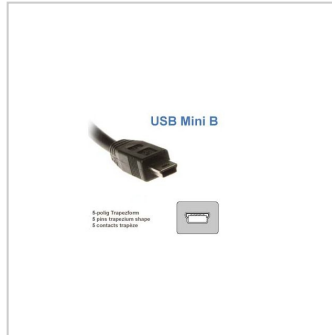 USB Mini B
5-polig Trapezform
5 pins trapezium shape
5 contacts trapèze